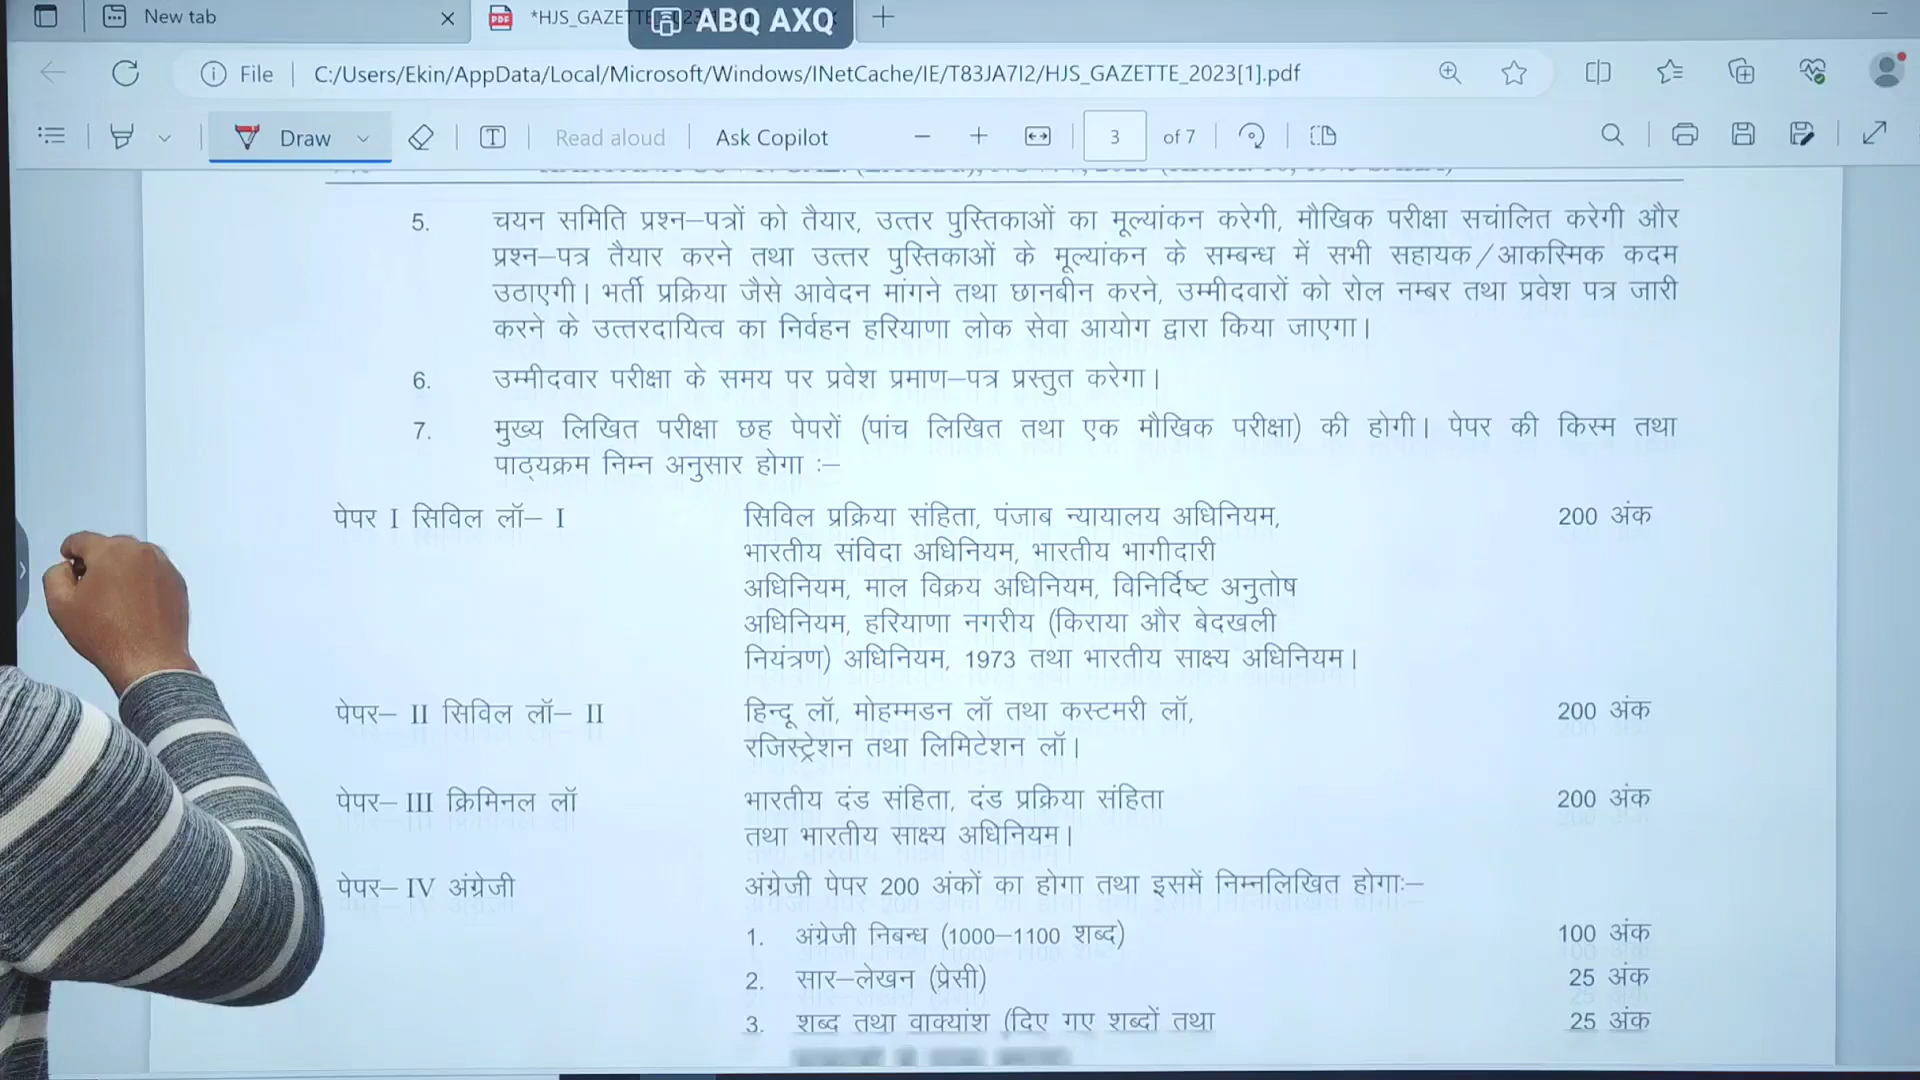 New tab
*HJS_GAZETTE_2023
ABQ AXQ
File
C:/Users/Ekin/AppData/Local/Microsoft/Windows/INetCache/IE/T83JA7I2/HJS_GAZETTE_2023[1].pdf
Draw
Read aloud
Ask Copilot
3
of 7
5. चयन समिति प्रश्न–पत्रों को तैयार, उत्तर पुस्तिकाओं का मूल्यांकन करेगी, मौखिक परीक्षा सचांलित करेगी और
प्रश्न–पत्र तैयार करने तथा उत्तर पुस्तिकाओं के मूल्यांकन के सम्बन्ध में सभी सहायक/आकस्मिक कदम
उठाएगी। भर्ती प्रक्रिया जैसे आवेदन मांगने तथा छानबीन करने, उम्मीदवारों को रोल नम्बर तथा प्रवेश पत्र जारी
करने के उत्तरदायित्व का निर्वहन हरियाणा लोक सेवा आयोग द्वारा किया जाएगा।
6. उम्मीदवार परीक्षा के समय पर प्रवेश प्रमाण–पत्र प्रस्तुत करेगा।
7. मुख्य लिखित परीक्षा छह पेपरों (पांच लिखित तथा एक मौखिक परीक्षा) की होगी। पेपर की किस्म तथा
पाठ्यक्रम निम्न अनुसार होगा :–
पेपर I सिविल लॉ– I सिविल प्रक्रिया संहिता, पंजाब न्यायालय अधिनियम, 200 अंक
भारतीय संविदा अधिनियम, भारतीय भागीदारी
अधिनियम, माल विक्रय अधिनियम, विनिर्दिष्ट अनुतोष
अधिनियम, हरियाणा नगरीय (किराया और बेदखली
नियंत्रण) अधिनियम, 1973 तथा भारतीय साक्ष्य अधिनियम।
पेपर– II सिविल लॉ– II हिन्दू लॉ, मोहम्मडन लॉ तथा कस्टमरी लॉ, 200 अंक
रजिस्ट्रेशन तथा लिमिटेशन लॉ।
पेपर– III क्रिमिनल लॉ भारतीय दंड संहिता, दंड प्रक्रिया संहिता 200 अंक
तथा भारतीय साक्ष्य अधिनियम।
पेपर– IV अंग्रेजी अंग्रेजी पेपर 200 अंकों का होगा तथा इसमें निम्नलिखित होगाः–
1. अंग्रेजी निबन्ध (1000–1100 शब्द) 100 अंक
2. सार–लेखन (प्रेसी) 25 अंक
3. शब्द तथा वाक्यांश (दिए गए शब्दों तथा 25 अंक